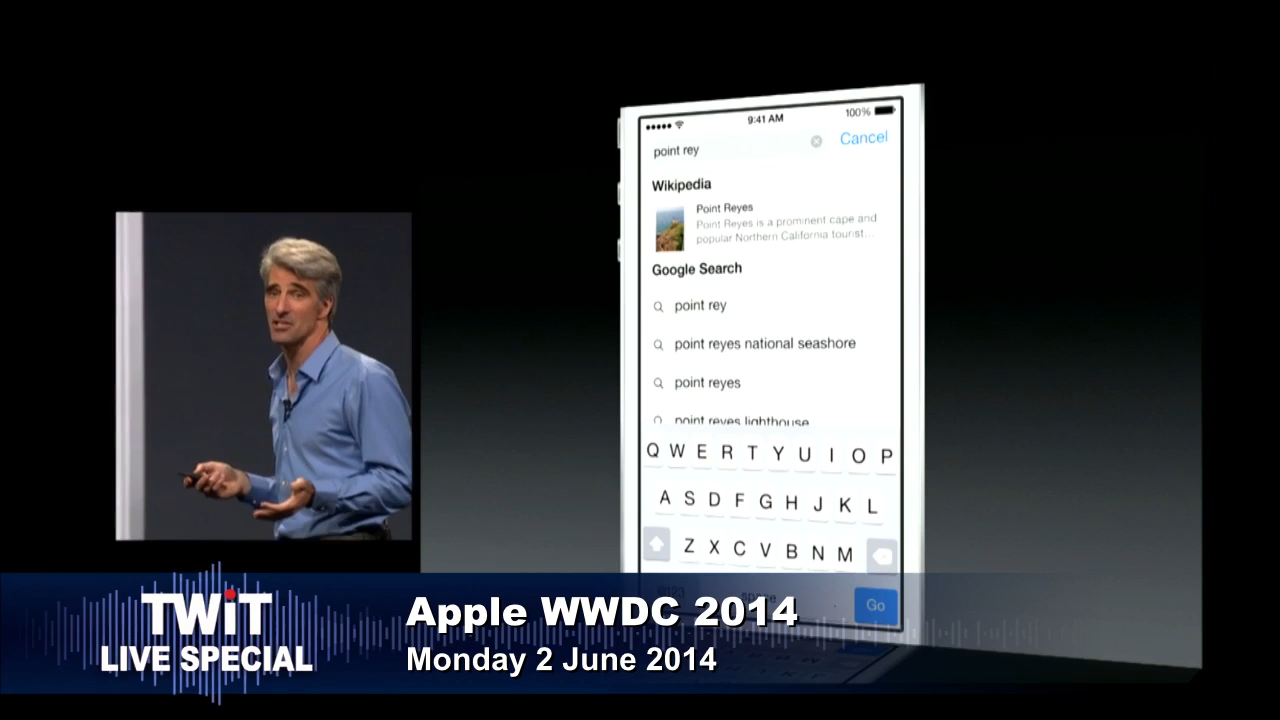 100%
9:41 AM
point rey
Cancel
Wikipedia
Point Reyes
Point Reyes is a prominent cape and
popular Northern California tourist...
Google Search
point rey
point reyes national seashore
point reyes
point reyes lighthouse
Q W E R T Y U I O P
A S D F G H J K L
Z X C V B N M
space
Go
TWiT
LIVE SPECIAL
Apple WWDC 2014
Monday 2 June 2014